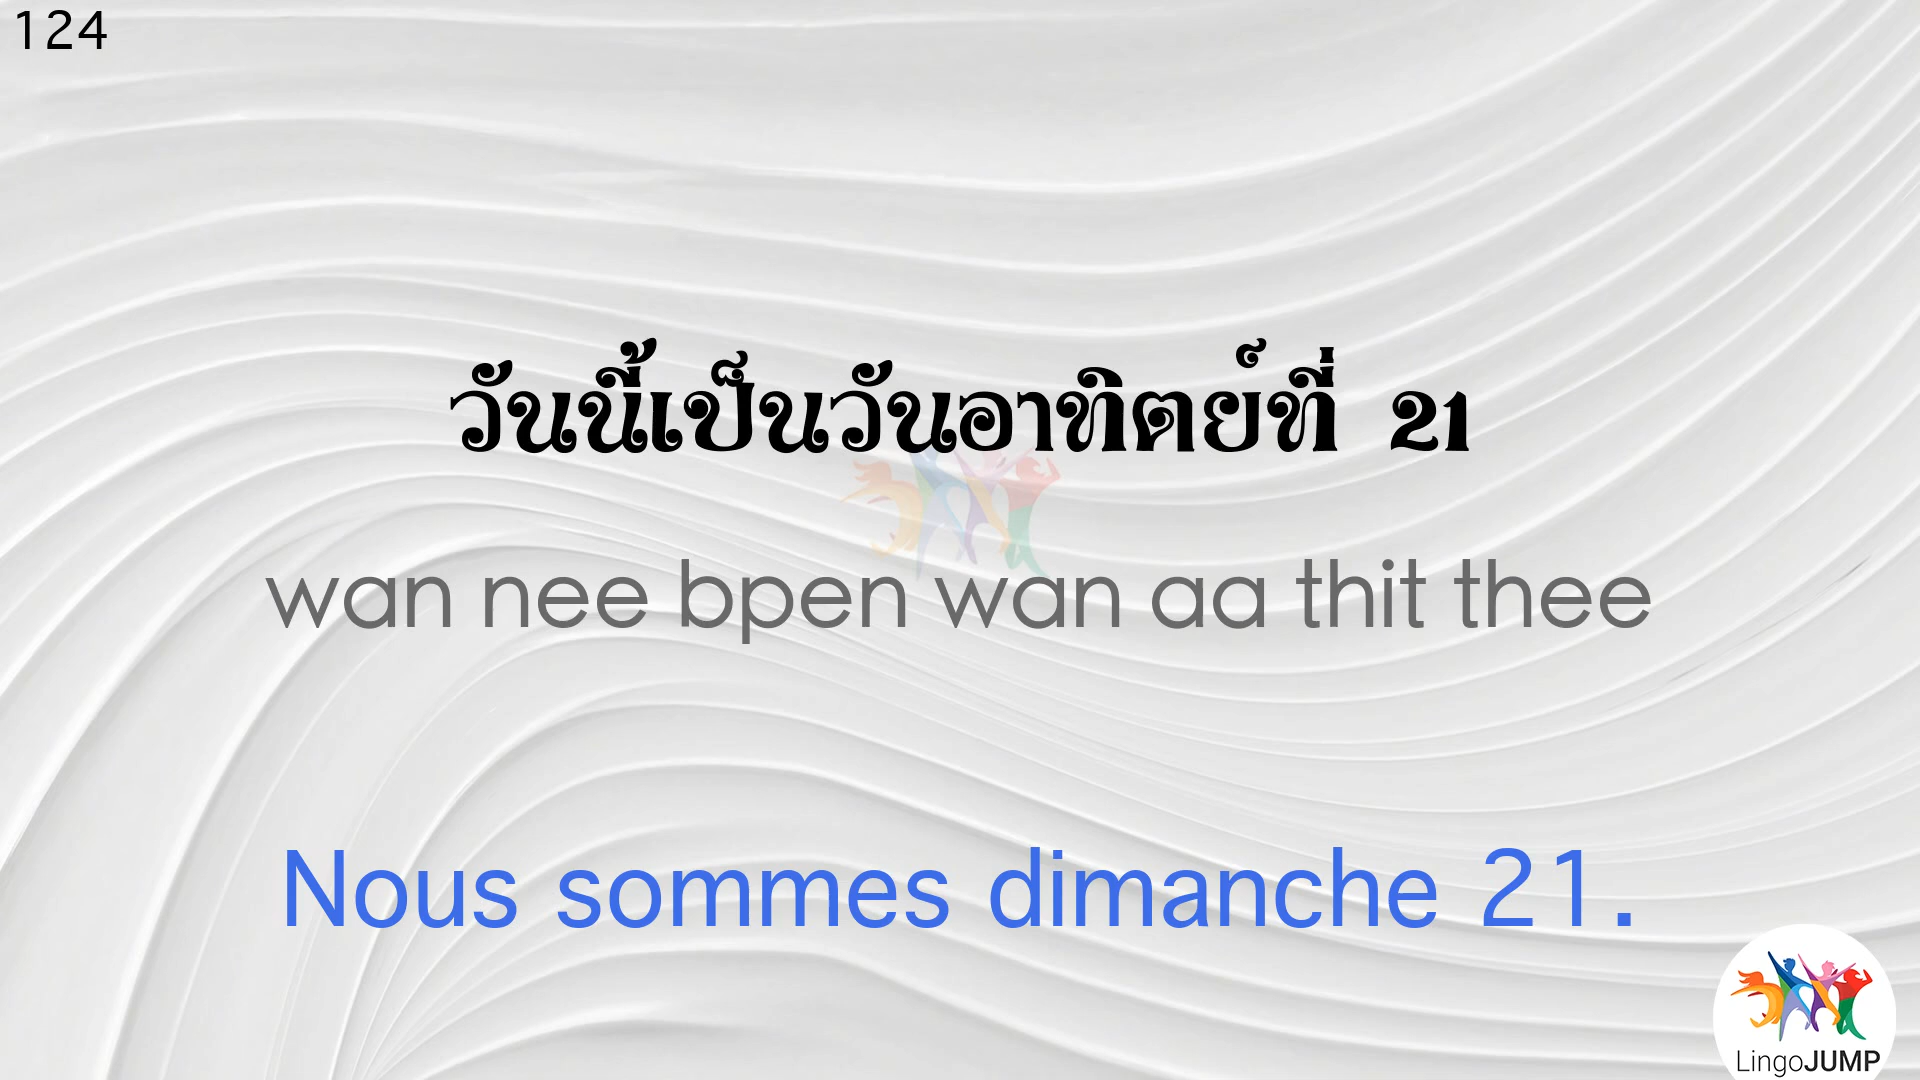 124
วันนี้เป็นวันอาทิตย์ที่ 21
wan nee bpen wan aa thit thee
Nous sommes dimanche 21.
LingoJUMP